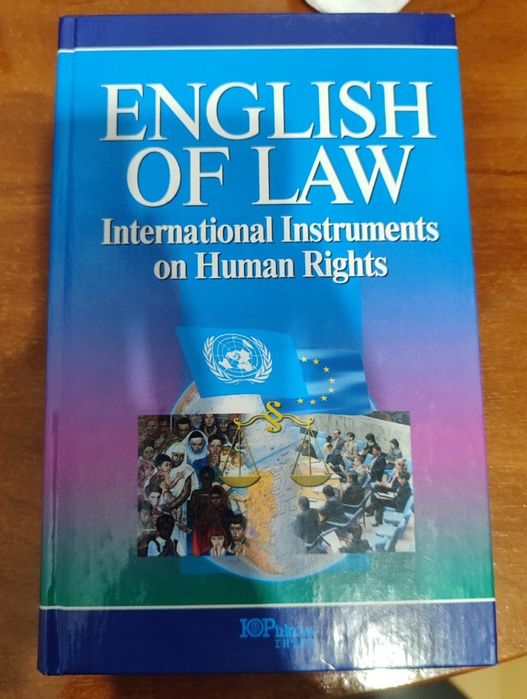 ENGLISH
OF LAW
International Instruments
on Human Rights
§